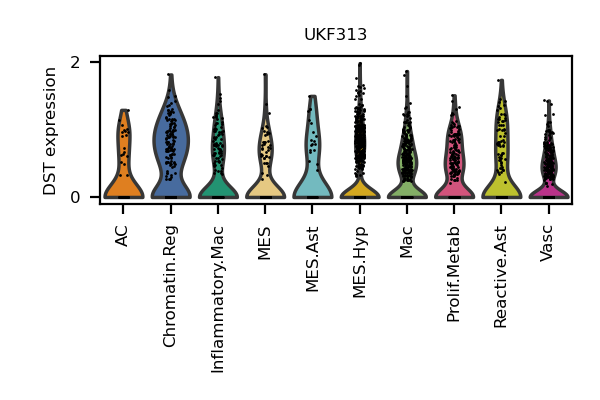 UKF313
DST expression
2
0
AC
Chromatin.Reg
Inflammatory.Mac
MES
MES.Ast
MES.Hyp
Mac
Prolif.Metab
Reactive.Ast
Vasc